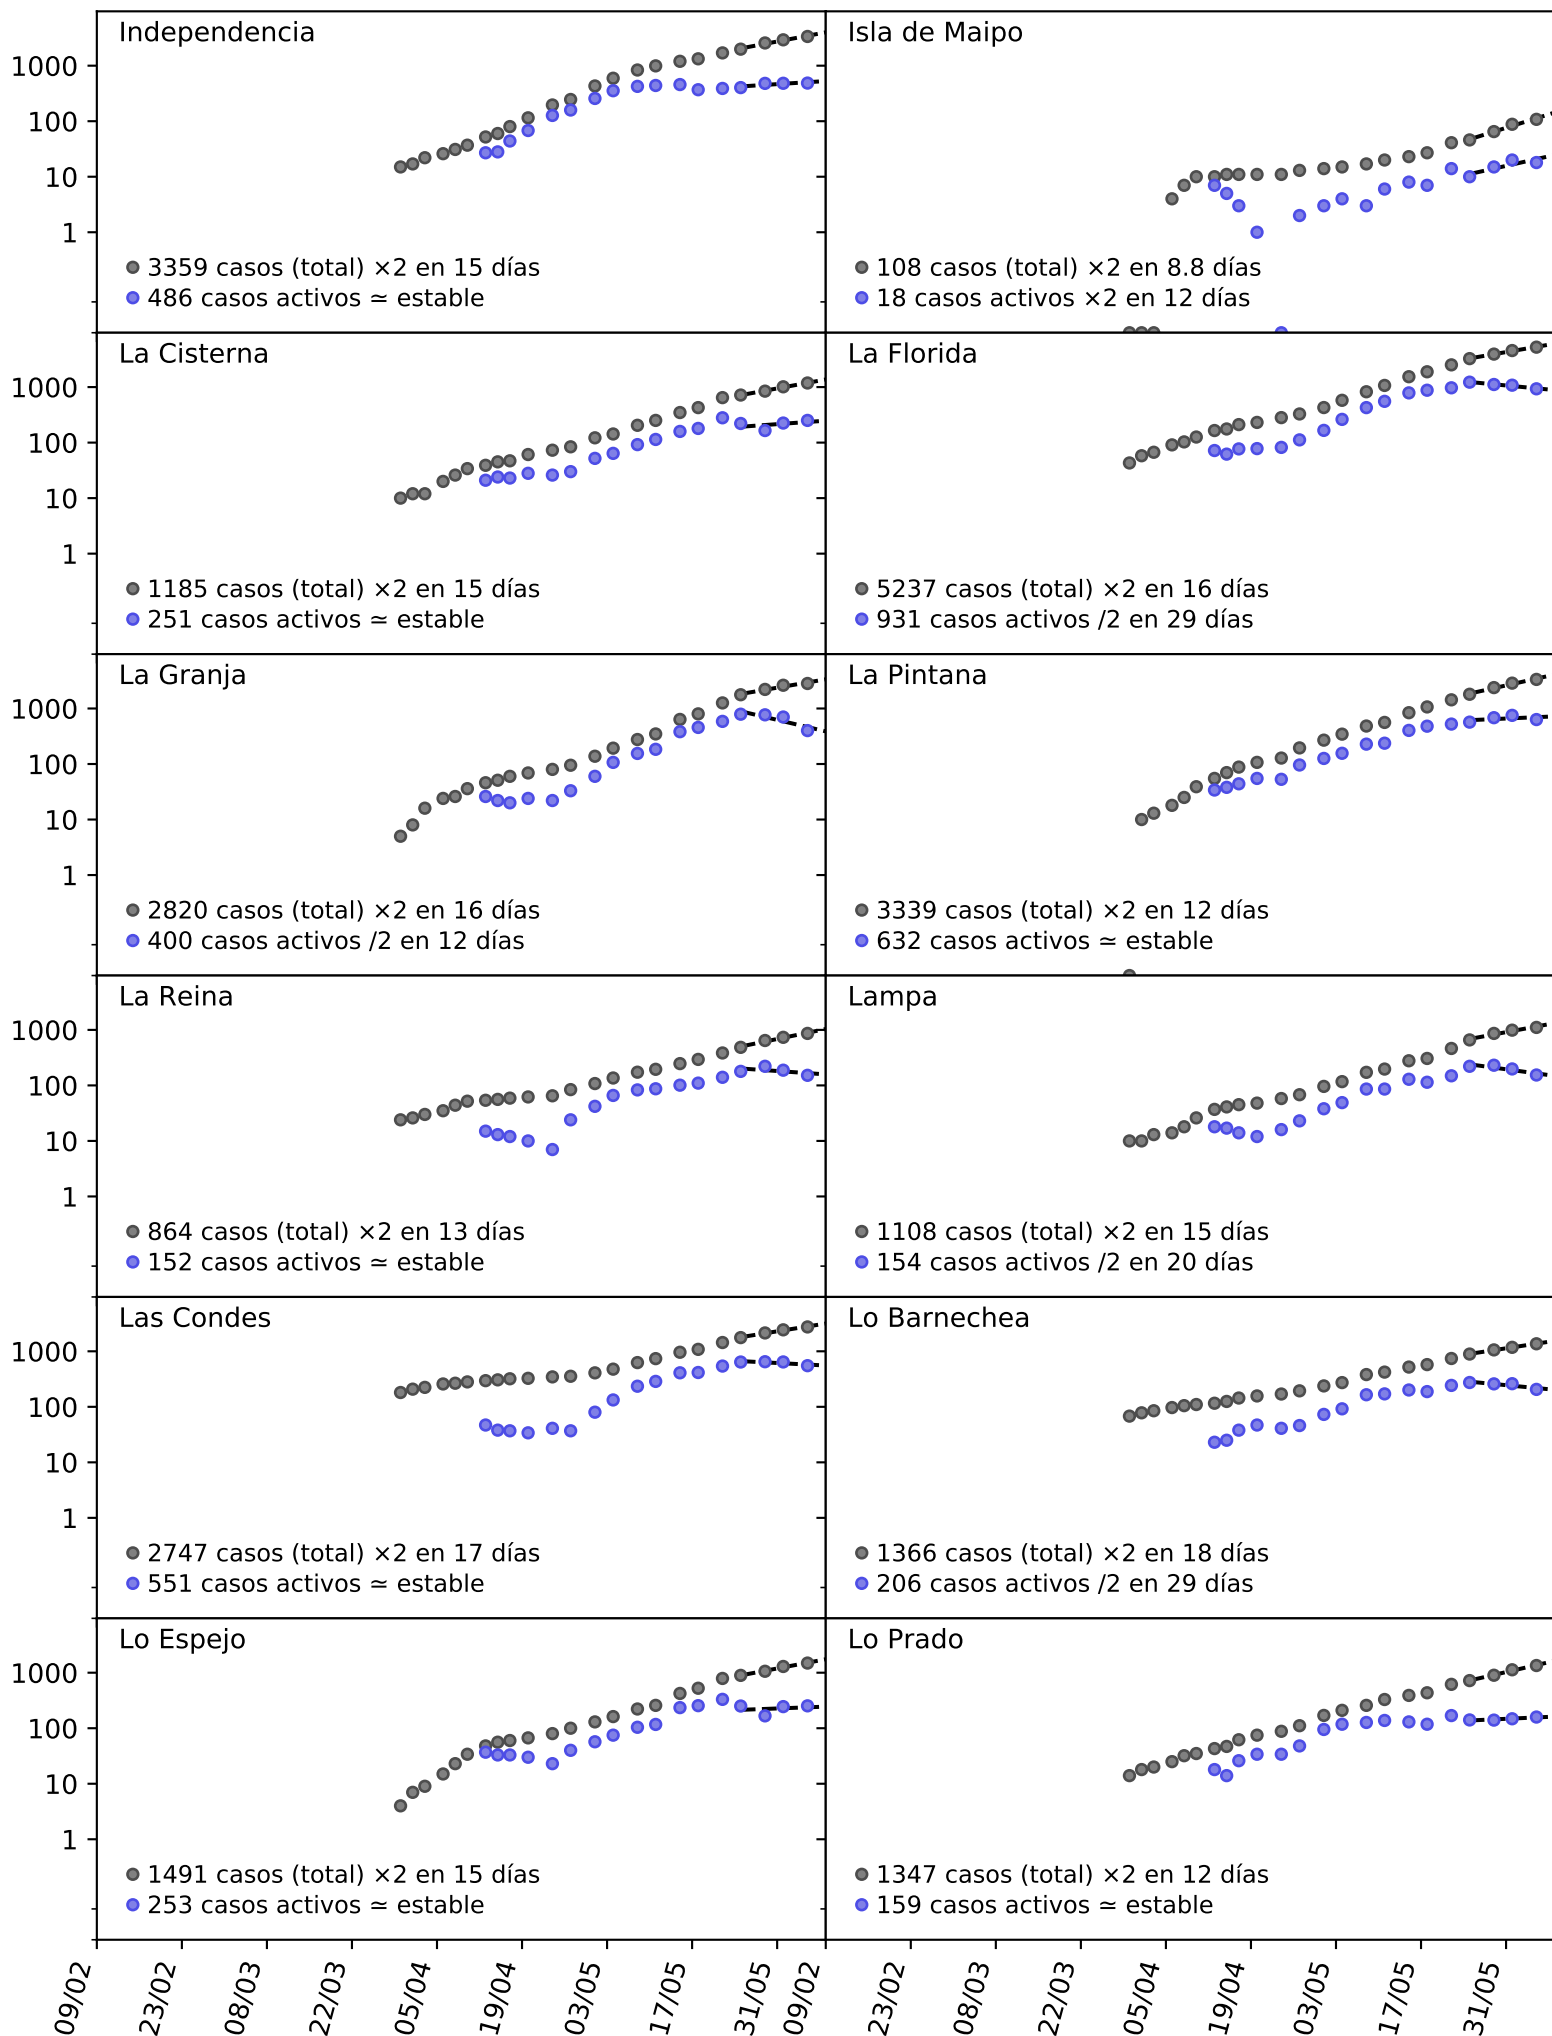 Independencia
Isla de Maipo
1000
100
10
1
3359 casos (total) ×2 en 15 días
486 casos activos ≃ estable
108 casos (total) ×2 en 8.8 días
18 casos activos ×2 en 12 días
La Cisterna
La Florida
1000
100
10
1
1185 casos (total) ×2 en 15 días
251 casos activos ≃ estable
5237 casos (total) ×2 en 16 días
931 casos activos /2 en 29 días
La Granja
La Pintana
1000
100
10
1
2820 casos (total) ×2 en 16 días
400 casos activos /2 en 12 días
3339 casos (total) ×2 en 12 días
632 casos activos ≃ estable
La Reina
Lampa
1000
100
10
1
864 casos (total) ×2 en 13 días
152 casos activos ≃ estable
1108 casos (total) ×2 en 15 días
154 casos activos /2 en 20 días
Las Condes
Lo Barnechea
1000
100
10
1
2747 casos (total) ×2 en 17 días
551 casos activos ≃ estable
1366 casos (total) ×2 en 18 días
206 casos activos /2 en 29 días
Lo Espejo
Lo Prado
1000
100
10
1
1491 casos (total) ×2 en 15 días
253 casos activos ≃ estable
1347 casos (total) ×2 en 12 días
159 casos activos ≃ estable
09/02
23/02
08/03
22/03
05/04
19/04
03/05
17/05
31/05
09/02
23/02
08/03
22/03
05/04
19/04
03/05
17/05
31/05